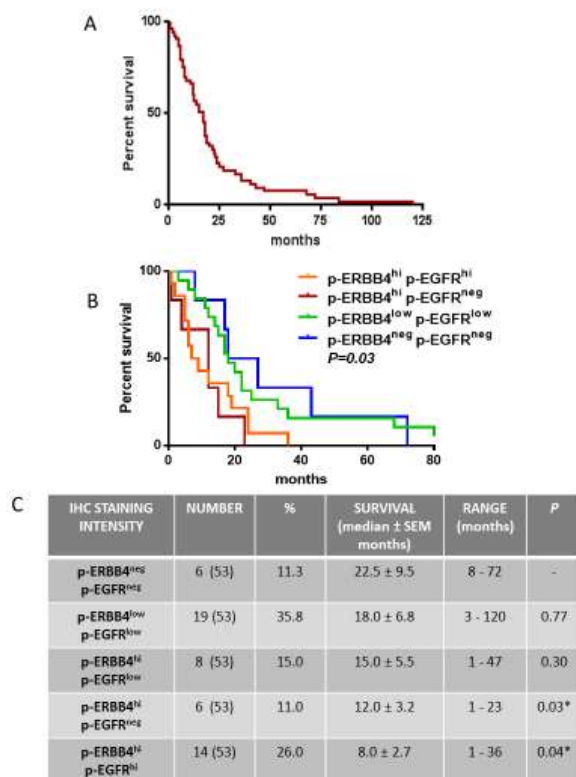 A
Percent survival
100
50
0
0 25 50 75 100 125
months
B
Percent survival
100
50
0
0 20 40 60 80
months
p-ERBB4hi p-EGFRhi
p-ERBB4hi p-EGFRneg
p-ERBB4low p-EGFRlow
p-ERBB4neg p-EGFRneg
P=0.03
C
IHC STAINING INTENSITY NUMBER % SURVIVAL (median ± SEM months) RANGE (months) P
p-ERBB4neg p-EGFRneg 6 (53) 11.3 22.5 ± 9.5 8 - 72 -
p-ERBB4low p-EGFRlow 19 (53) 35.8 18.0 ± 6.8 3 - 120 0.77
p-ERBB4hi p-EGFRlow 8 (53) 15.0 15.0 ± 5.5 1 - 47 0.30
p-ERBB4hi p-EGFRneg 6 (53) 11.0 12.0 ± 3.2 1 - 23 0.03*
p-ERBB4hi p-EGFRhi 14 (53) 26.0 8.0 ± 2.7 1 - 36 0.04*